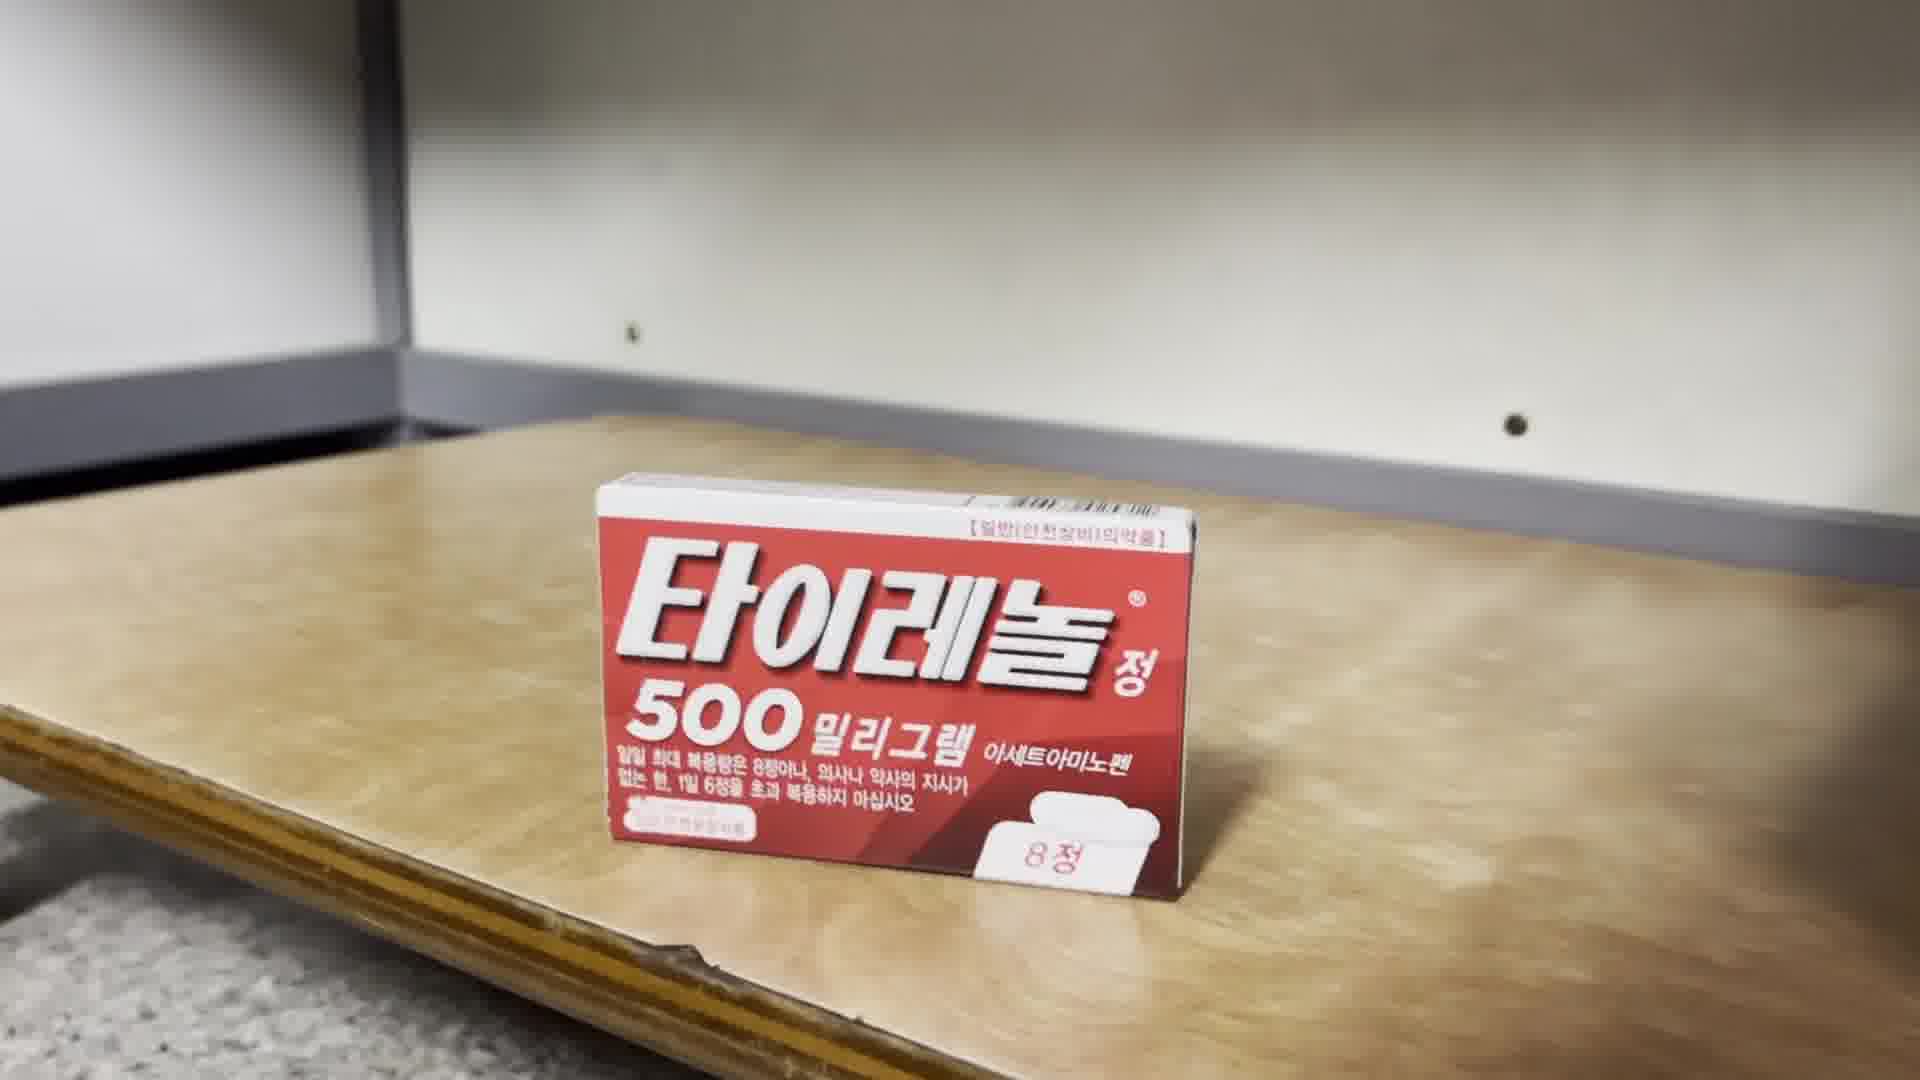 【일반(안전상비)의약품】
타이레놀® 정
500 밀리그램 아세트아미노펜
일일 최대 복용량은 8정이나, 의사나 약사의 지시가
없는 한, 1일 6정을 초과 복용하지 마십시오
8정